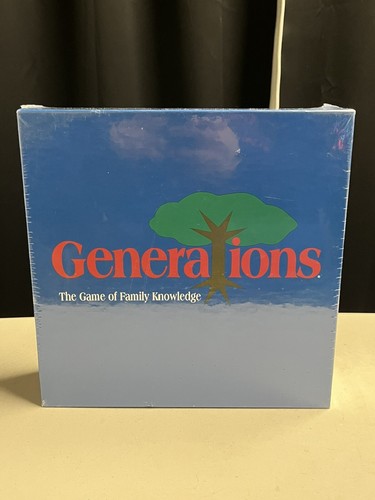 Generations
The Game of Family Knowledge